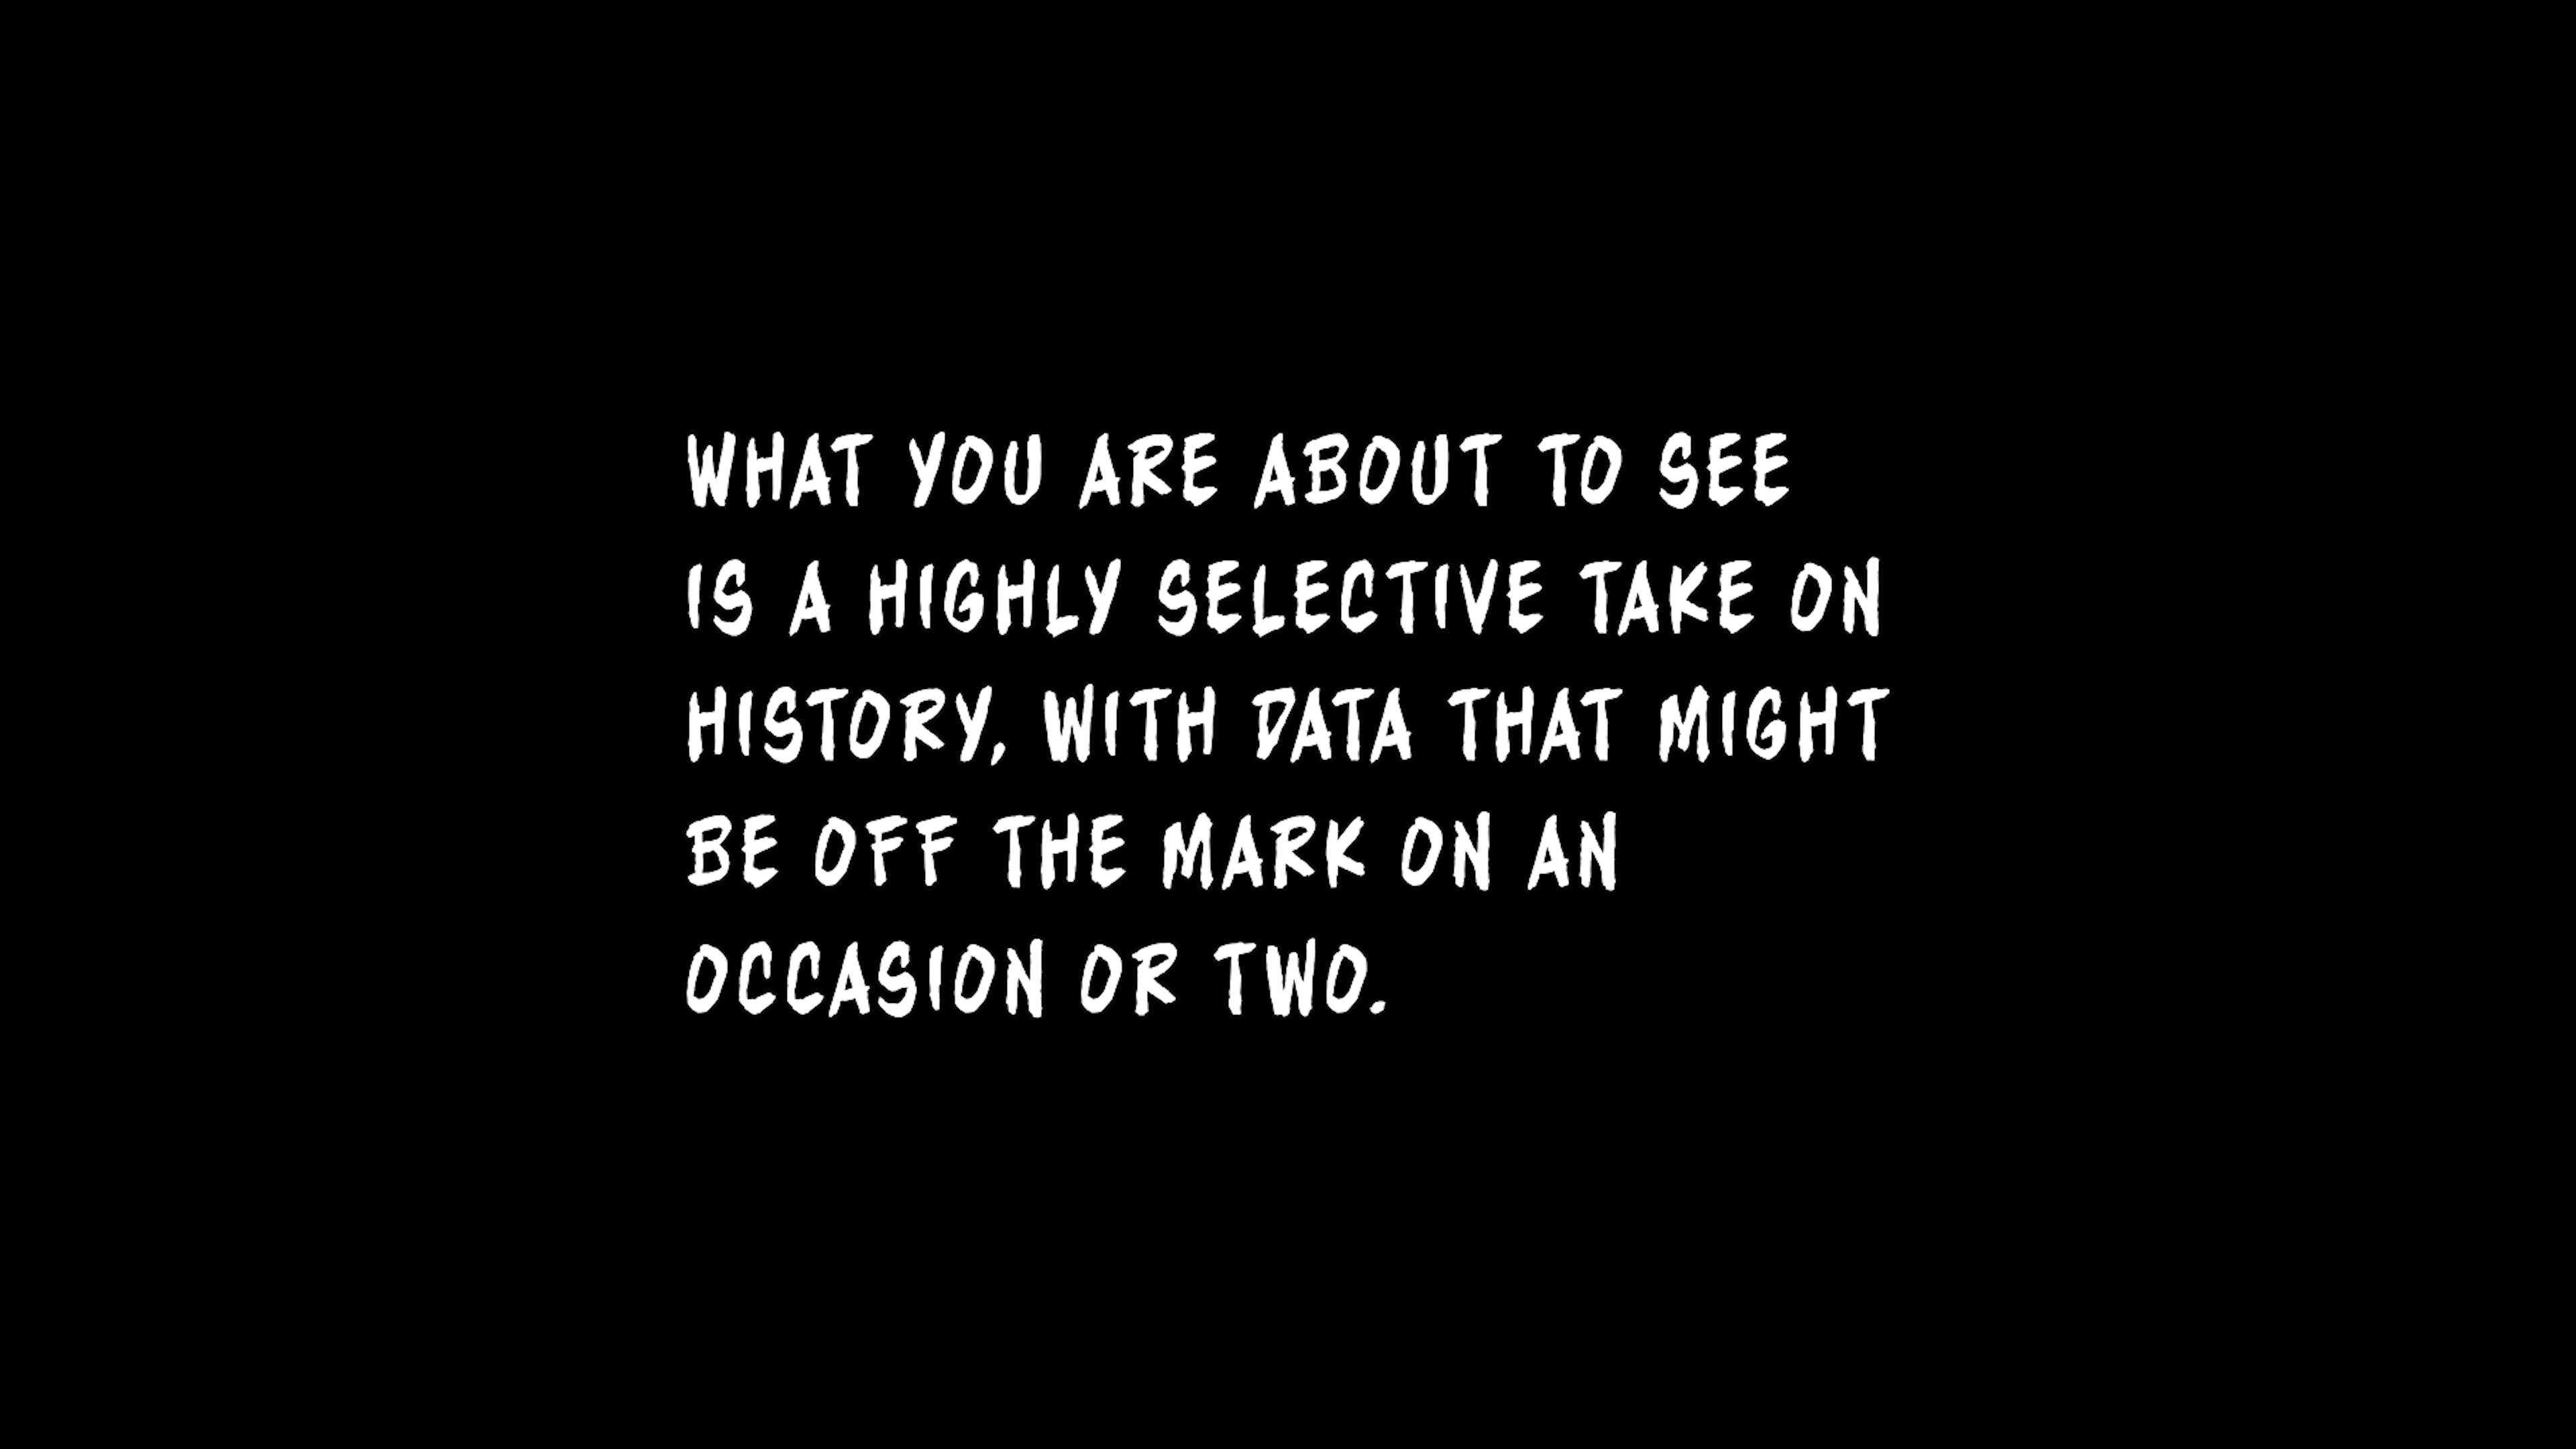 WHAT YOU ARE ABOUT TO SEE
IS A HIGHLY SELECTIVE TAKE ON
HISTORY, WITH DATA THAT MIGHT
BE OFF THE MARK ON AN
OCCASION OR TWO.